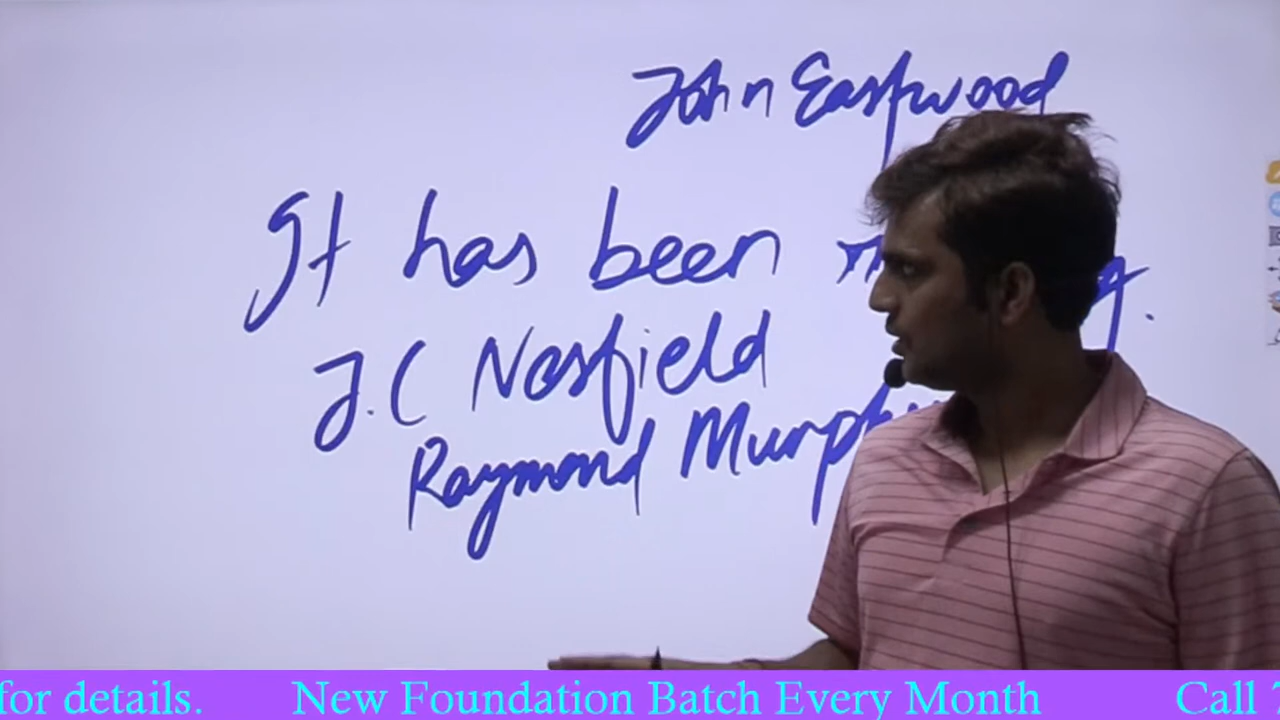 John Eastwood
It has been
J.C Nesfield
Raymond
for details. New Foundation Batch Every Month Call